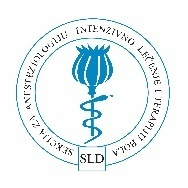 SEKCIJA ZA ANESTEZIOLOGIJU INTENZIVNO LEČENJE I TERAPIJU BOLA
SLD